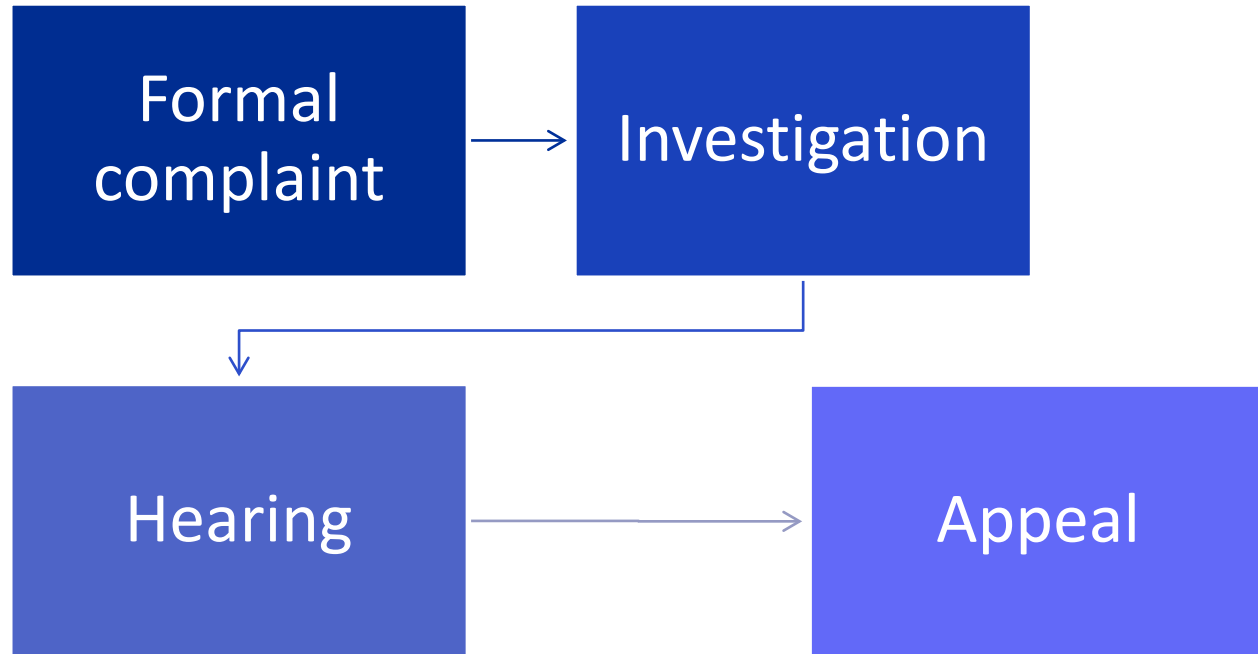 Formal
complaint
Investigation
Hearing
Appeal